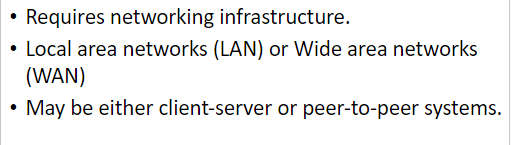 • Requires networking infrastructure.
• Local area networks (LAN) or Wide area networks
(WAN)
• May be either client-server or peer-to-peer systems.